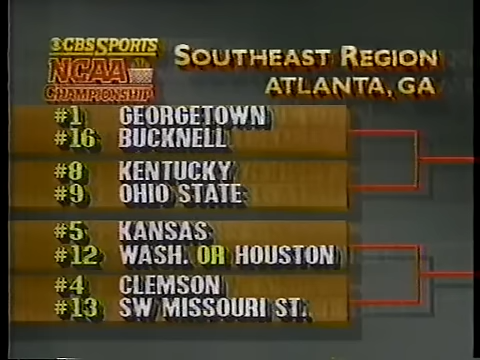 CBS SPORTS
NCAA
CHAMPIONSHIP
SOUTHEAST REGION
ATLANTA, GA
#1 GEORGETOWN
#16 BUCKNELL
#8 KENTUCKY
#9 OHIO STATE
#5 KANSAS
#12 WASH. OR HOUSTON
#4 CLEMSON
#13 SW MISSOURI ST.